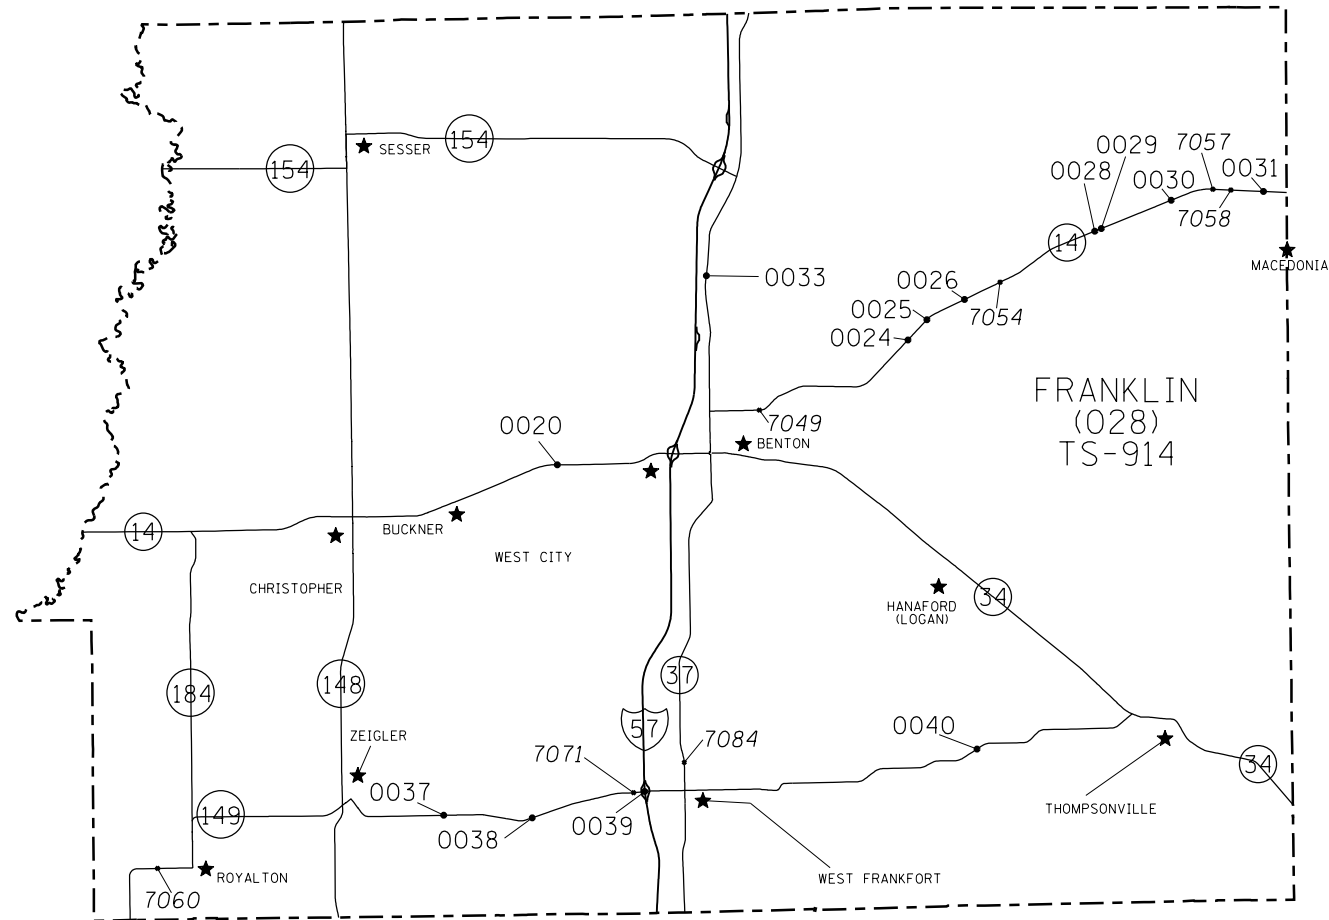 154
SESSER
154
0029
7057
0028
0030
0031
7058
14
MACEDONIA
0033
0026
0025
7054
0024
FRANKLIN
(028)
TS-914
7049
0020
BENTON
BUCKNER
14
WEST CITY
CHRISTOPHER
HANAFORD
(LOGAN)
34
184
148
37
57
ZEIGLER
7071
7084
0040
34
0037
149
0038
0039
THOMPSONVILLE
ROYALTON
WEST FRANKFORT
7060